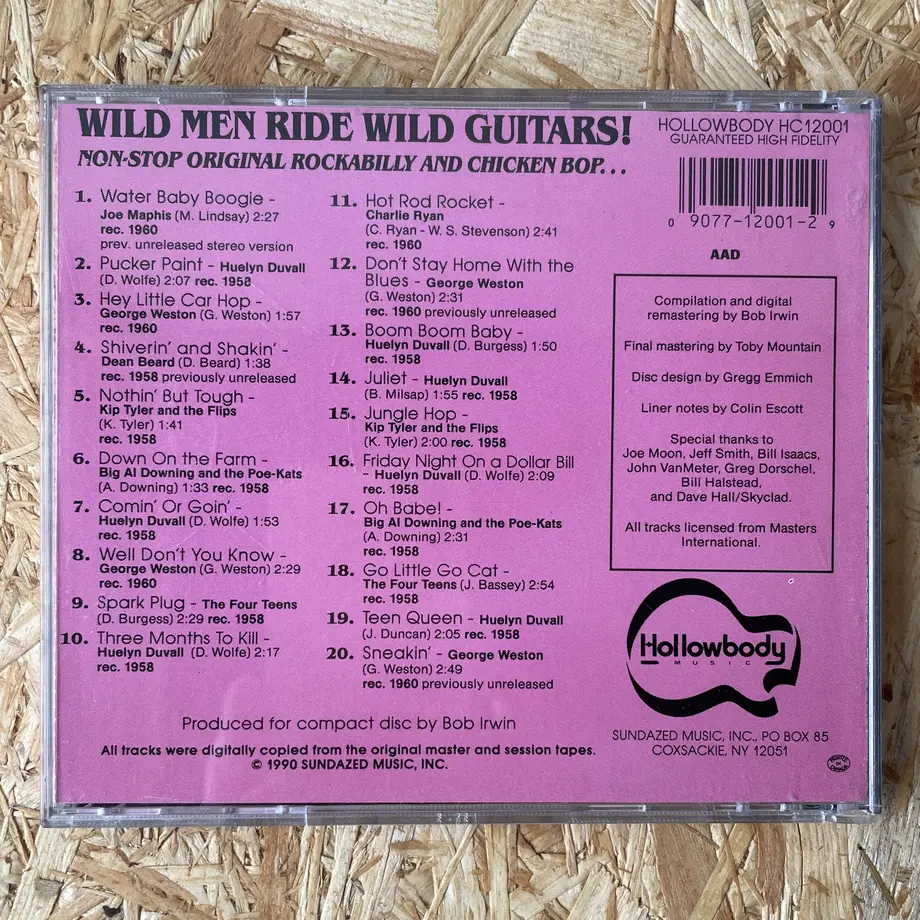 WILD MEN RIDE WILD GUITARS!
NON-STOP ORIGINAL ROCKABILLY AND CHICKEN BOP...
1. Water Baby Boogie -
Joe Maphis (M. Lindsay) 2:27
rec. 1960
prev. unreleased stereo version
2. Pucker Paint - Huelyn Duvall
(D. Wolfe) 2:07 rec. 1958
3. Hey Little Car Hop -
George Weston (G. Weston) 1:57
rec. 1960
4. Shiverin' and Shakin' -
Dean Beard (D. Beard) 1:38
rec. 1958 previously unreleased
5. Nothin' But Tough -
Kip Tyler and the Flips
(K. Tyler) 1:41
rec. 1958
6. Down On the Farm -
Big Al Downing and the Poe-Kats
(A. Downing) 1:33 rec. 1958
7. Comin' Or Goin' -
Huelyn Duvall (D. Wolfe) 1:53
rec. 1958
8. Well Don't You Know -
George Weston (G. Weston) 2:29
rec. 1960
9. Spark Plug - The Four Teens
(D. Burgess) 2:29 rec. 1958
10. Three Months To Kill -
Huelyn Duvall (D. Wolfe) 2:17
rec. 1958
11. Hot Rod Rocket -
Charlie Ryan
(C. Ryan - W. S. Stevenson) 2:41
rec. 1960
12. Don't Stay Home With the
Blues - George Weston
(G. Weston) 2:31
rec. 1960 previously unreleased
13. Boom Boom Baby -
Huelyn Duvall (D. Burgess) 1:50
rec. 1958
14. Juliet - Huelyn Duvall
(B. Milsap) 1:55 rec. 1958
15. Jungle Hop -
Kip Tyler and the Flips
(K. Tyler) 2:00 rec. 1958
16. Friday Night On a Dollar Bill
- Huelyn Duvall (D. Wolfe) 2:09
rec. 1958
17. Oh Babe! -
Big Al Downing and the Poe-Kats
(A. Downing) 2:31
rec. 1958
18. Go Little Go Cat -
The Four Teens (J. Bassey) 2:54
rec. 1958
19. Teen Queen - Huelyn Duvall
(J. Duncan) 2:05 rec. 1958
20. Sneakin' - George Weston
(G. Weston) 2:49
rec. 1960 previously unreleased
Produced for compact disc by Bob Irwin
All tracks were digitally copied from the original master and session tapes.
© 1990 SUNDAZED MUSIC, INC.
HOLLOWBODY HC12001
GUARANTEED HIGH FIDELITY
0 9077-12001-2 9
AAD
Compilation and digital
remastering by Bob Irwin
Final mastering by Toby Mountain
Disc design by Gregg Emmich
Liner notes by Colin Escott
Special thanks to
Joe Moon, Jeff Smith, Bill Isaacs,
John VanMeter, Greg Dorschel,
Bill Halstead,
and Dave Hall/Skyclad.
All tracks licensed from Masters
International.
Hollowbody
MUSIC
SUNDAZED MUSIC, INC., PO BOX 85
COXSACKIE, NY 12051